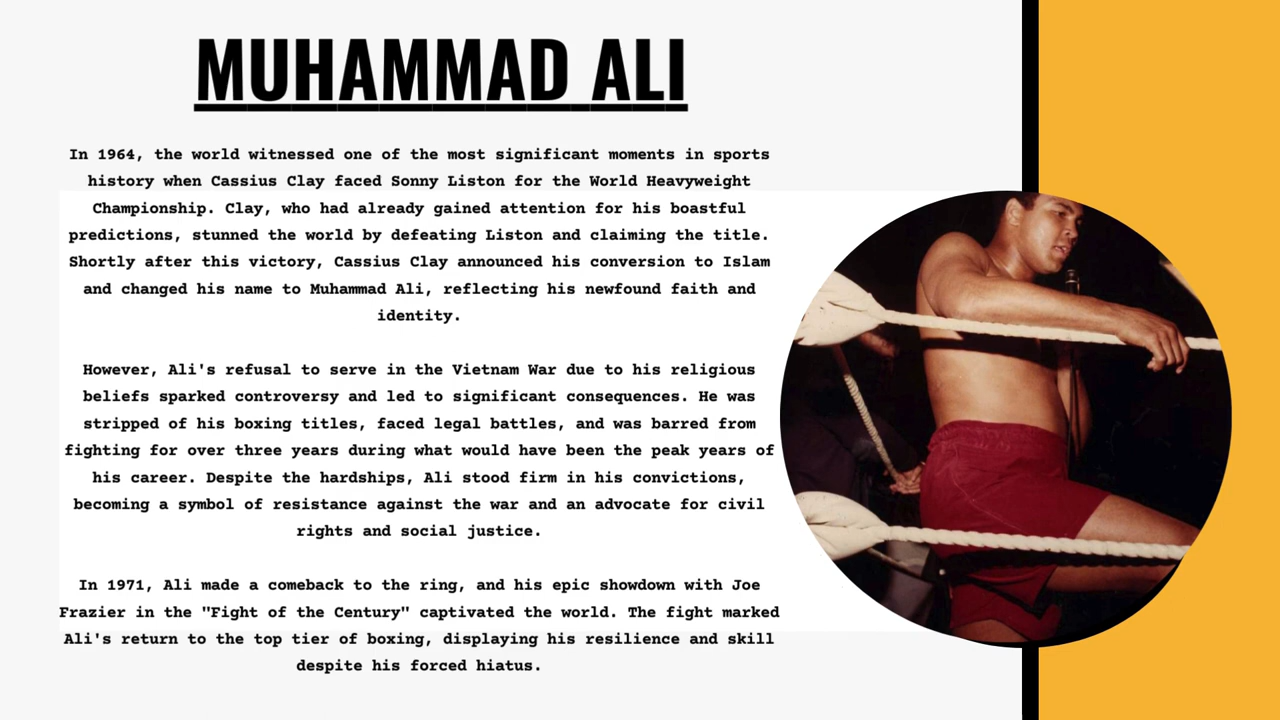 MUHAMMAD ALI
In 1964, the world witnessed one of the most significant moments in sports
history when Cassius Clay faced Sonny Liston for the World Heavyweight
Championship. Clay, who had already gained attention for his boastful
predictions, stunned the world by defeating Liston and claiming the title.
Shortly after this victory, Cassius Clay announced his conversion to Islam
and changed his name to Muhammad Ali, reflecting his newfound faith and
identity.
However, Ali's refusal to serve in the Vietnam War due to his religious
beliefs sparked controversy and led to significant consequences. He was
stripped of his boxing titles, faced legal battles, and was barred from
fighting for over three years during what would have been the peak years of
his career. Despite the hardships, Ali stood firm in his convictions,
becoming a symbol of resistance against the war and an advocate for civil
rights and social justice.
In 1971, Ali made a comeback to the ring, and his epic showdown with Joe
Frazier in the "Fight of the Century" captivated the world. The fight marked
Ali's return to the top tier of boxing, displaying his resilience and skill
despite his forced hiatus.